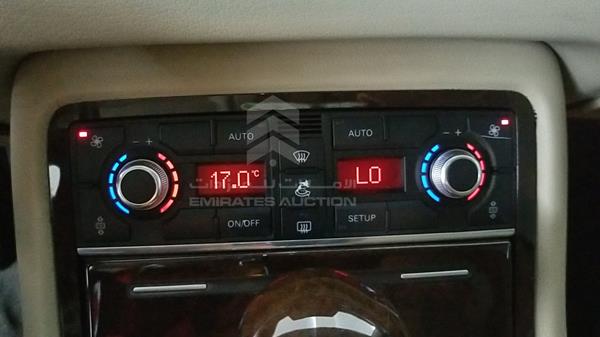 AUTO
AUTO
17.0°C
LO
الإمارات للمزادات
EMIRATES AUCTION
ON/OFF
SETUP